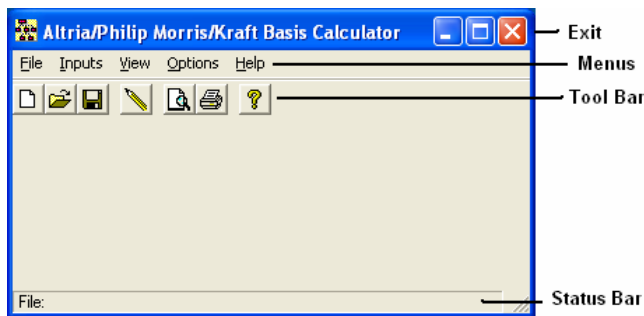 Altria/Philip Morris/Kraft Basis Calculator
Exit
File Inputs View Options Help
Menus
Tool Bar
File:
Status Bar